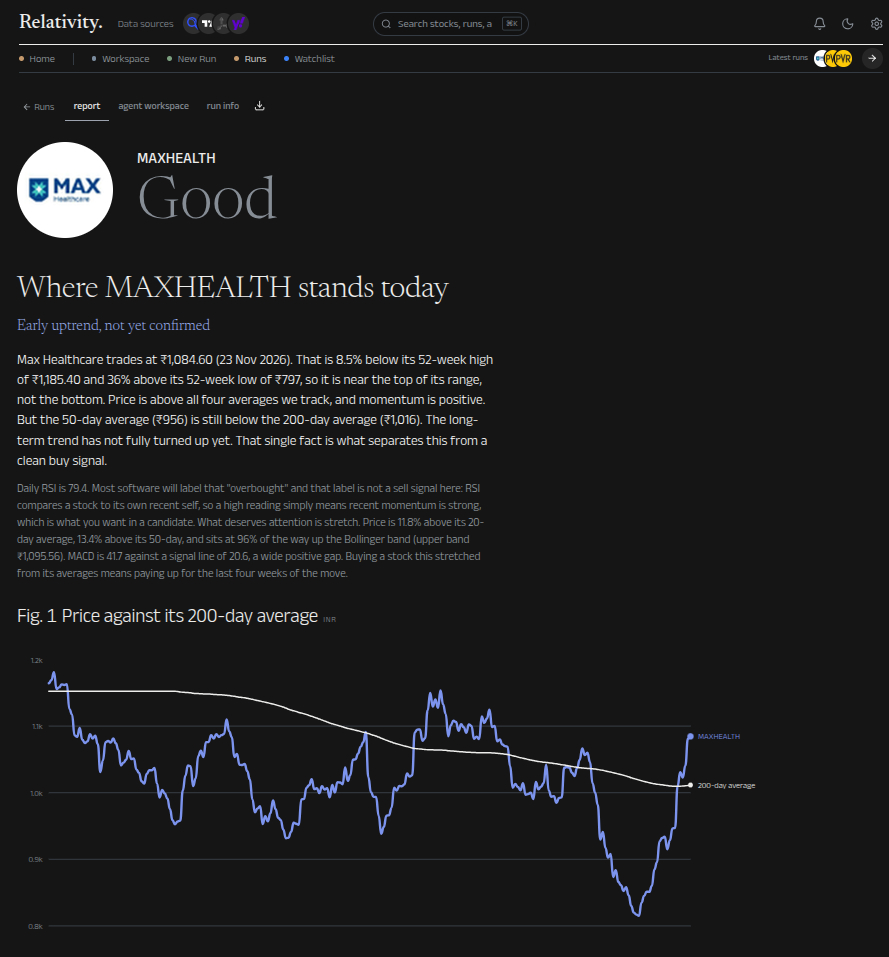 Relativity.
Data sources
Search stocks, runs, a
⌘K
Home
Workspace
New Run
Runs
Watchlist
Latest runs
PVR
← Runs
report
agent workspace
run info
MAX
Healthcare
MAXHEALTH
Good
Where MAXHEALTH stands today
Early uptrend, not yet confirmed
Max Healthcare trades at ₹1,084.60 (23 Nov 2026). That is 8.5% below its 52-week high
of ₹1,185.40 and 36% above its 52-week low of ₹797, so it is near the top of its range,
not the bottom. Price is above all four averages we track, and momentum is positive.
But the 50-day average (₹956) is still below the 200-day average (₹1,016). The long-
term trend has not fully turned up yet. That single fact is what separates this from a
clean buy signal.
Daily RSI is 79.4. Most software will label that "overbought" and that label is not a sell signal here: RSI
compares a stock to its own recent self, so a high reading simply means recent momentum is strong,
which is what you want in a candidate. What deserves attention is stretch. Price is 11.8% above its 20-
day average, 13.4% above its 50-day, and sits at 96% of the way up the Bollinger band (upper band
₹1,095.56). MACD is 41.7 against a signal line of 20.6, a wide positive gap. Buying a stock this stretched
from its averages means paying up for the last four weeks of the move.
Fig. 1 Price against its 200-day average INR
1.2k
1.1k
MAXHEALTH
200-day average
1.0k
0.9k
0.8k